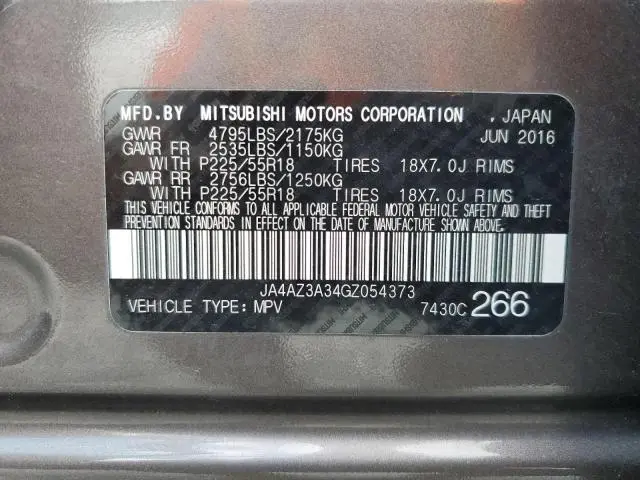 MFD.BY MITSUBISHI MOTORS CORPORATION , JAPAN
GVWR 4795LBS/2175KG JUN 2016
GAWR FR 2535LBS/1150KG
WITH P225/55R18 TIRES 18X7.0J RIMS
GAWR RR 2756LBS/1250KG
WITH P225/55R18 TIRES 18X7.0J RIMS
THIS VEHICLE CONFORMS TO ALL APPLICABLE FEDERAL MOTOR VEHICLE SAFETY AND THEFT
PREVENTION STANDARDS IN EFFECT ON THE DATE OF MANUFACTURE SHOWN ABOVE.
JA4AZ3A34GZ054373
VEHICLE TYPE: MPV 7430C 266